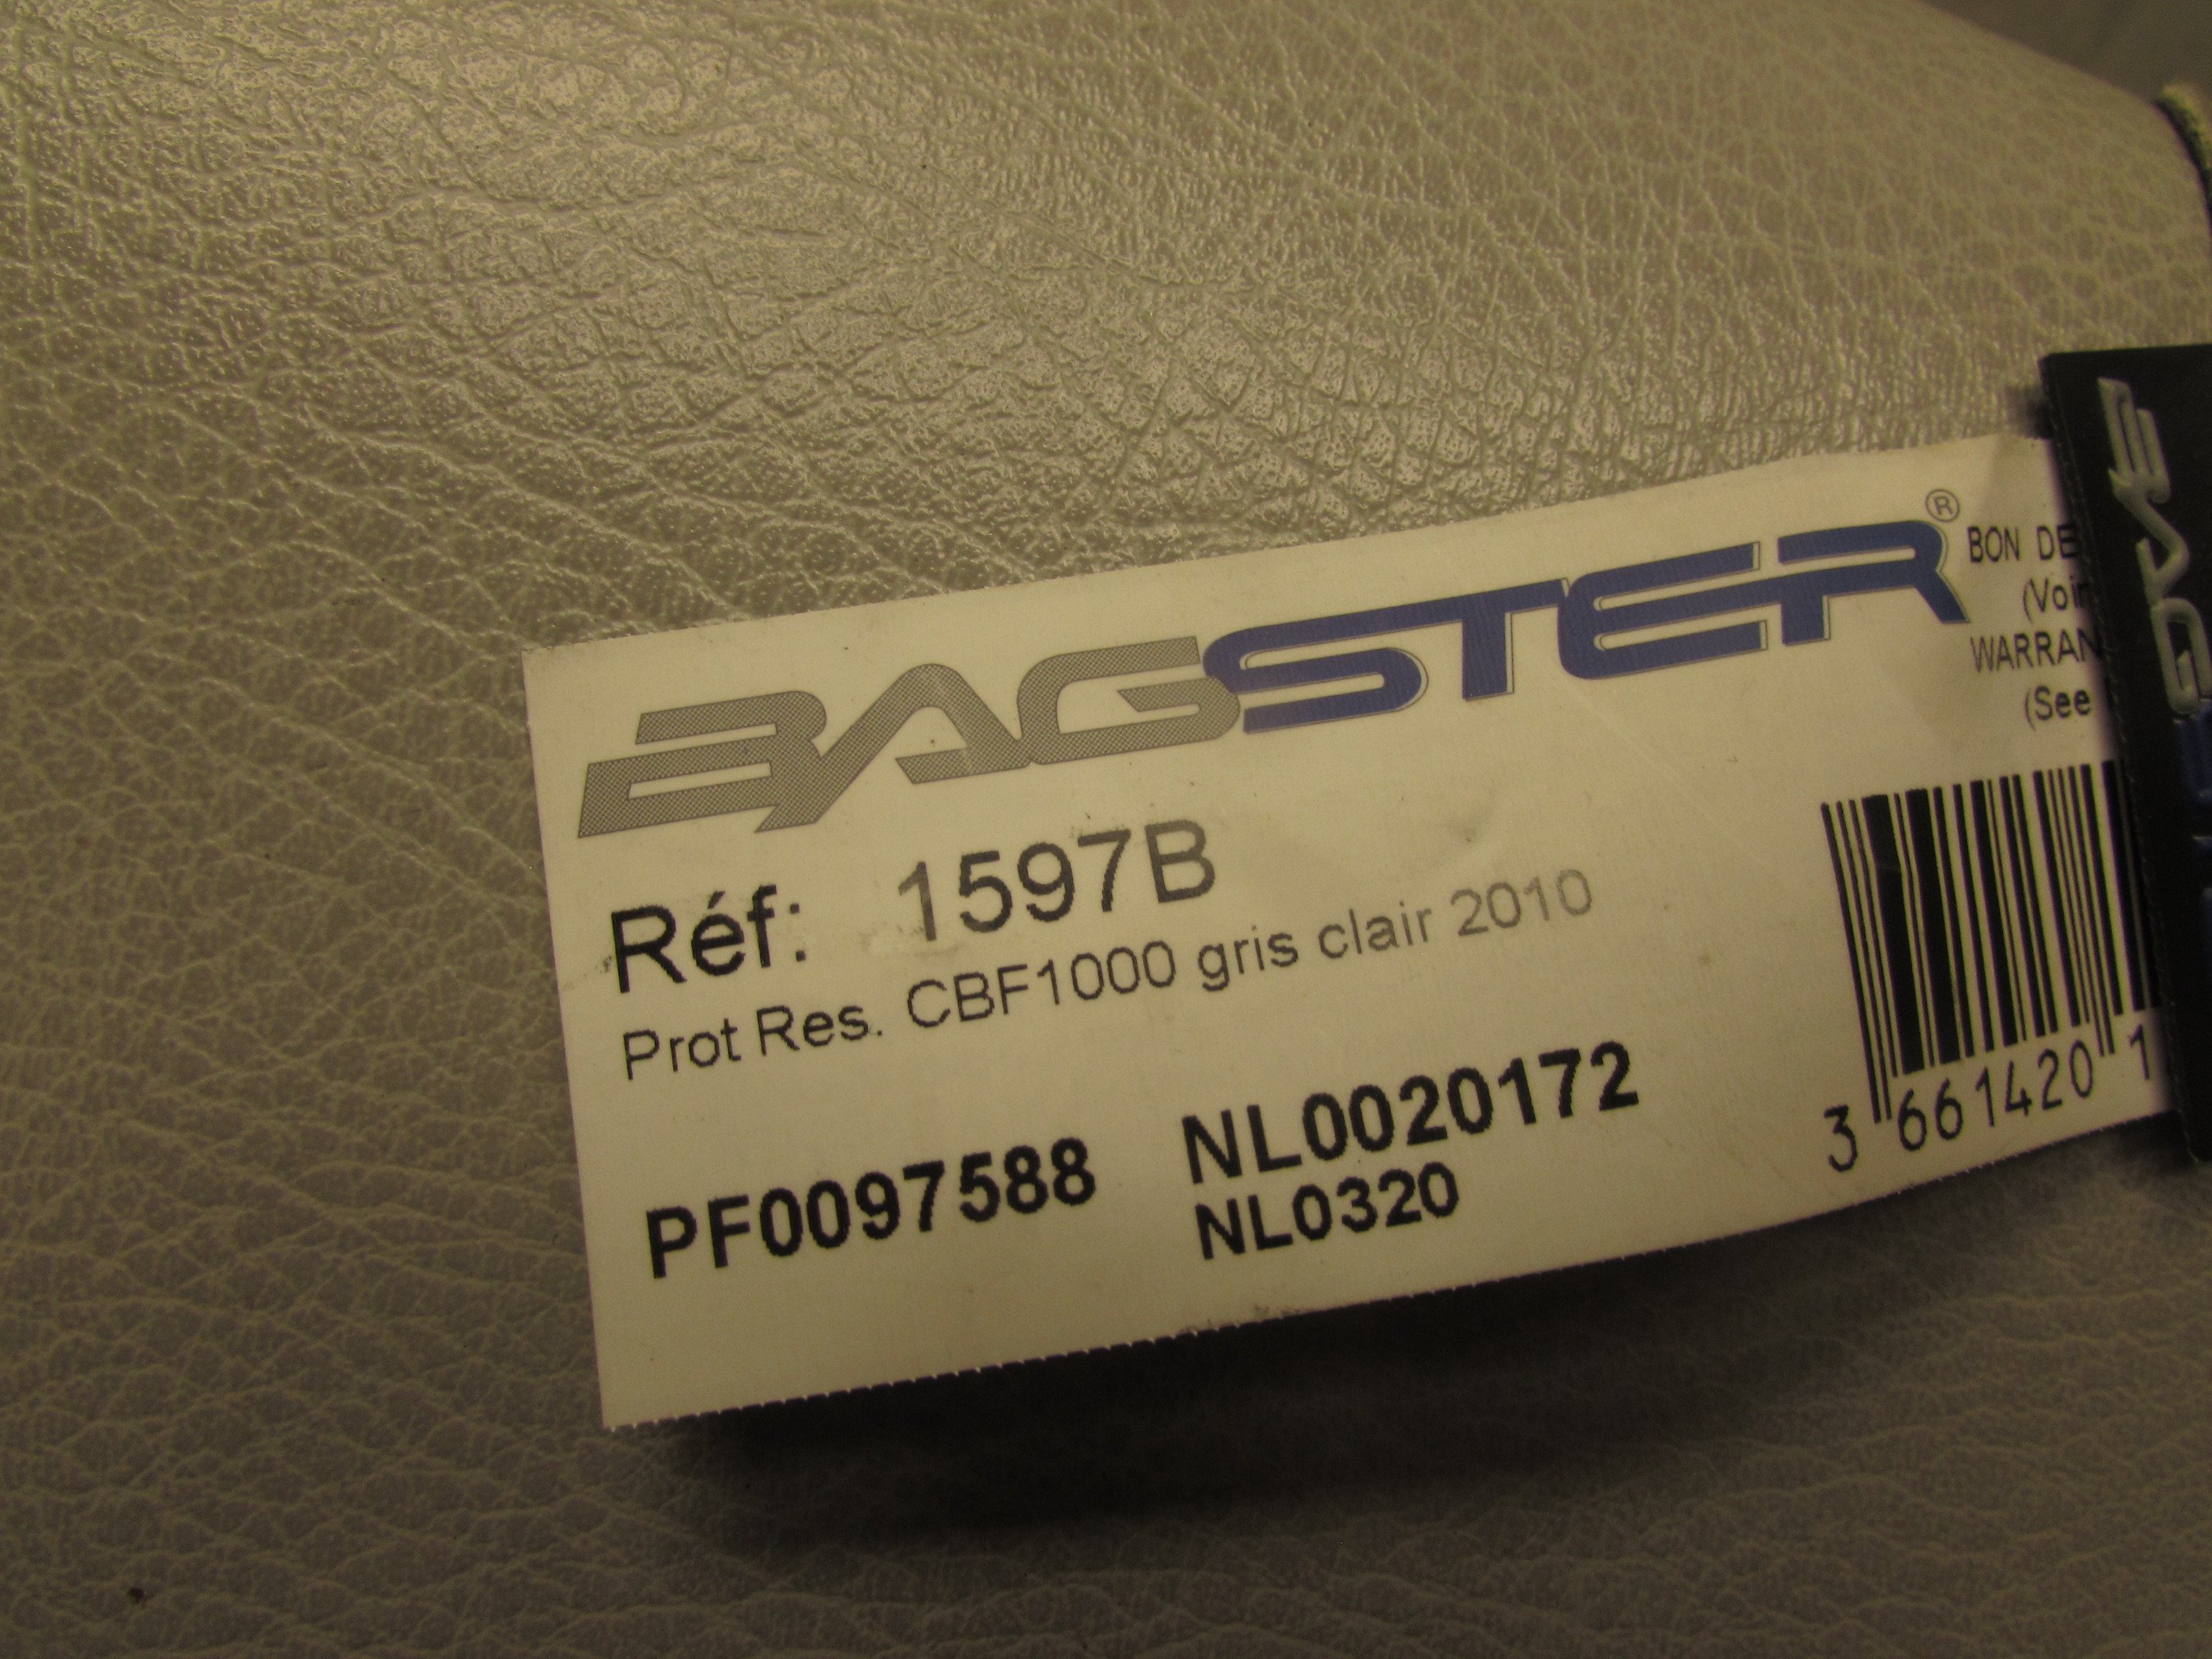 BAGSTER®
BON DE
(Voir
WARRAN
(See
Réf: 1597B
Prot Res. CBF1000 gris clair 2010
PF0097588 NL0020172
NL0320
3 661420 1
BAGS